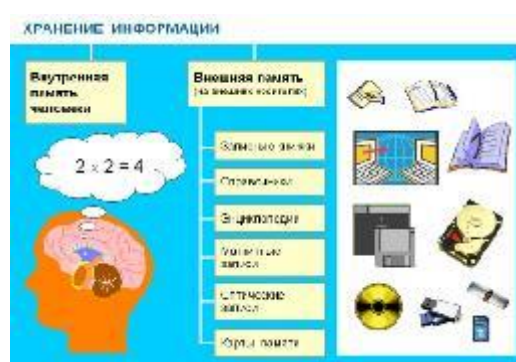 ХРАНЕНИЕ ИНФОРМАЦИИ
Внутренняя
память
человека
Внешняя память
(на внешних носителях)
2 x 2 = 4
Записные книжки
Справочники
Энциклопедии
Магнитные
записи
Оптические
записи
Карты памяти